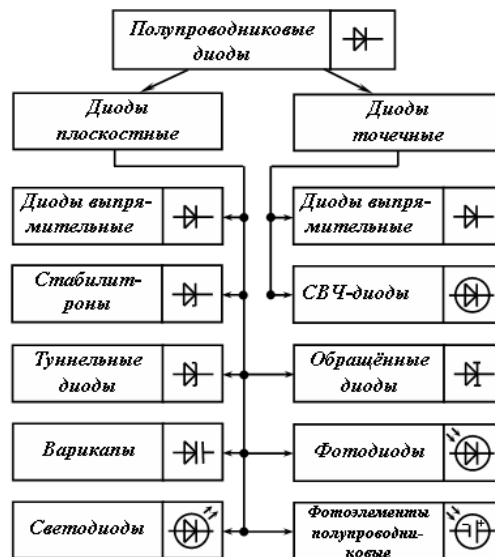 Полупроводниковые
диоды
Диоды
плоскостные
Диоды
точечные
Диоды выпря-
мительные
Диоды выпря-
мительные
Стабилит-
роны
СВЧ-диоды
Туннельные
диоды
Обращённые
диоды
Варикапы
Фотодиоды
Светодиоды
Фотоэлементы
полупроводни-
ковые